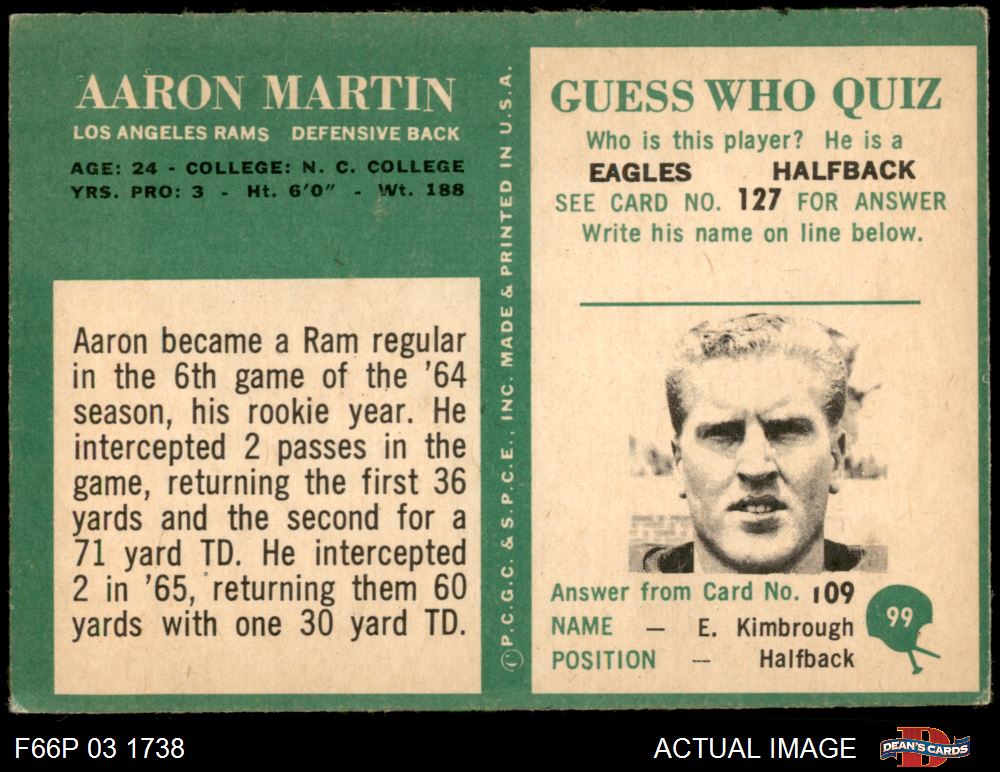 AARON MARTIN
LOS ANGELES RAMS DEFENSIVE BACK
AGE: 24 - COLLEGE: N. C. COLLEGE
YRS. PRO: 3 - Ht. 6'0" - Wt. 188
Aaron became a Ram regular
in the 6th game of the '64
season, his rookie year. He
intercepted 2 passes in the
game, returning the first 36
yards and the second for a
71 yard TD. He intercepted
2 in '65, returning them 60
yards with one 30 yard TD.
© P.C.G.C. & S.P.C.E., INC. MADE & PRINTED IN U.S.A.
GUESS WHO QUIZ
Who is this player? He is a
EAGLES HALFBACK
SEE CARD NO. 127 FOR ANSWER
Write his name on line below.
Answer from Card No. 109
NAME — E. Kimbrough
POSITION -- Halfback
99
F66P 03 1738
ACTUAL IMAGE
D
DEAN'S CARDS